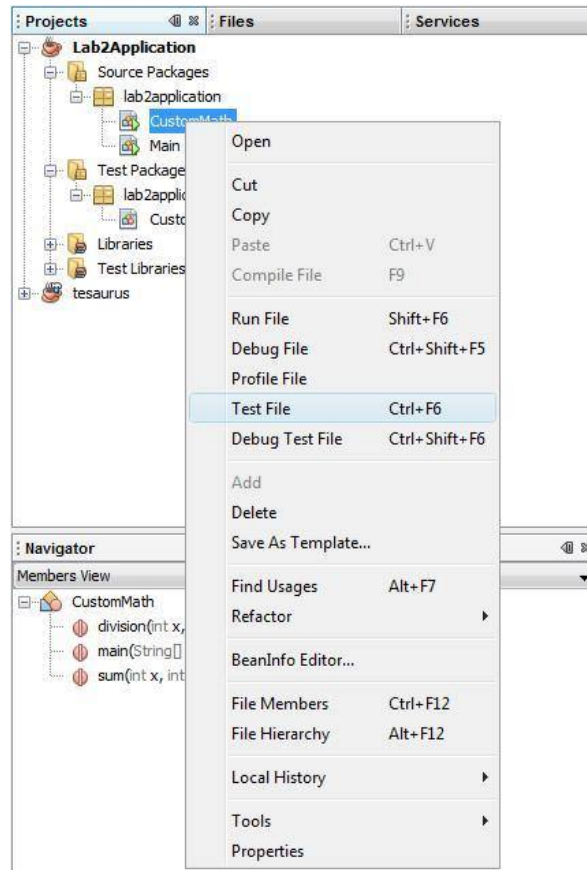 Projects
Files
Services
Lab2Application
Source Packages
lab2application
CustomMath
Main
Test Package
lab2applic
Custo
Libraries
Test Libraries
tesaurus
Open
Cut
Copy
Paste Ctrl+V
Compile File F9
Run File Shift+F6
Debug File Ctrl+Shift+F5
Profile File
Test File Ctrl+F6
Debug Test File Ctrl+Shift+F6
Add
Delete
Save As Template...
Find Usages Alt+F7
Refactor
BeanInfo Editor...
File Members Ctrl+F12
File Hierarchy Alt+F12
Local History
Tools
Properties
Navigator
Members View
CustomMath
division(int x,
main(String[]
sum(int x, int